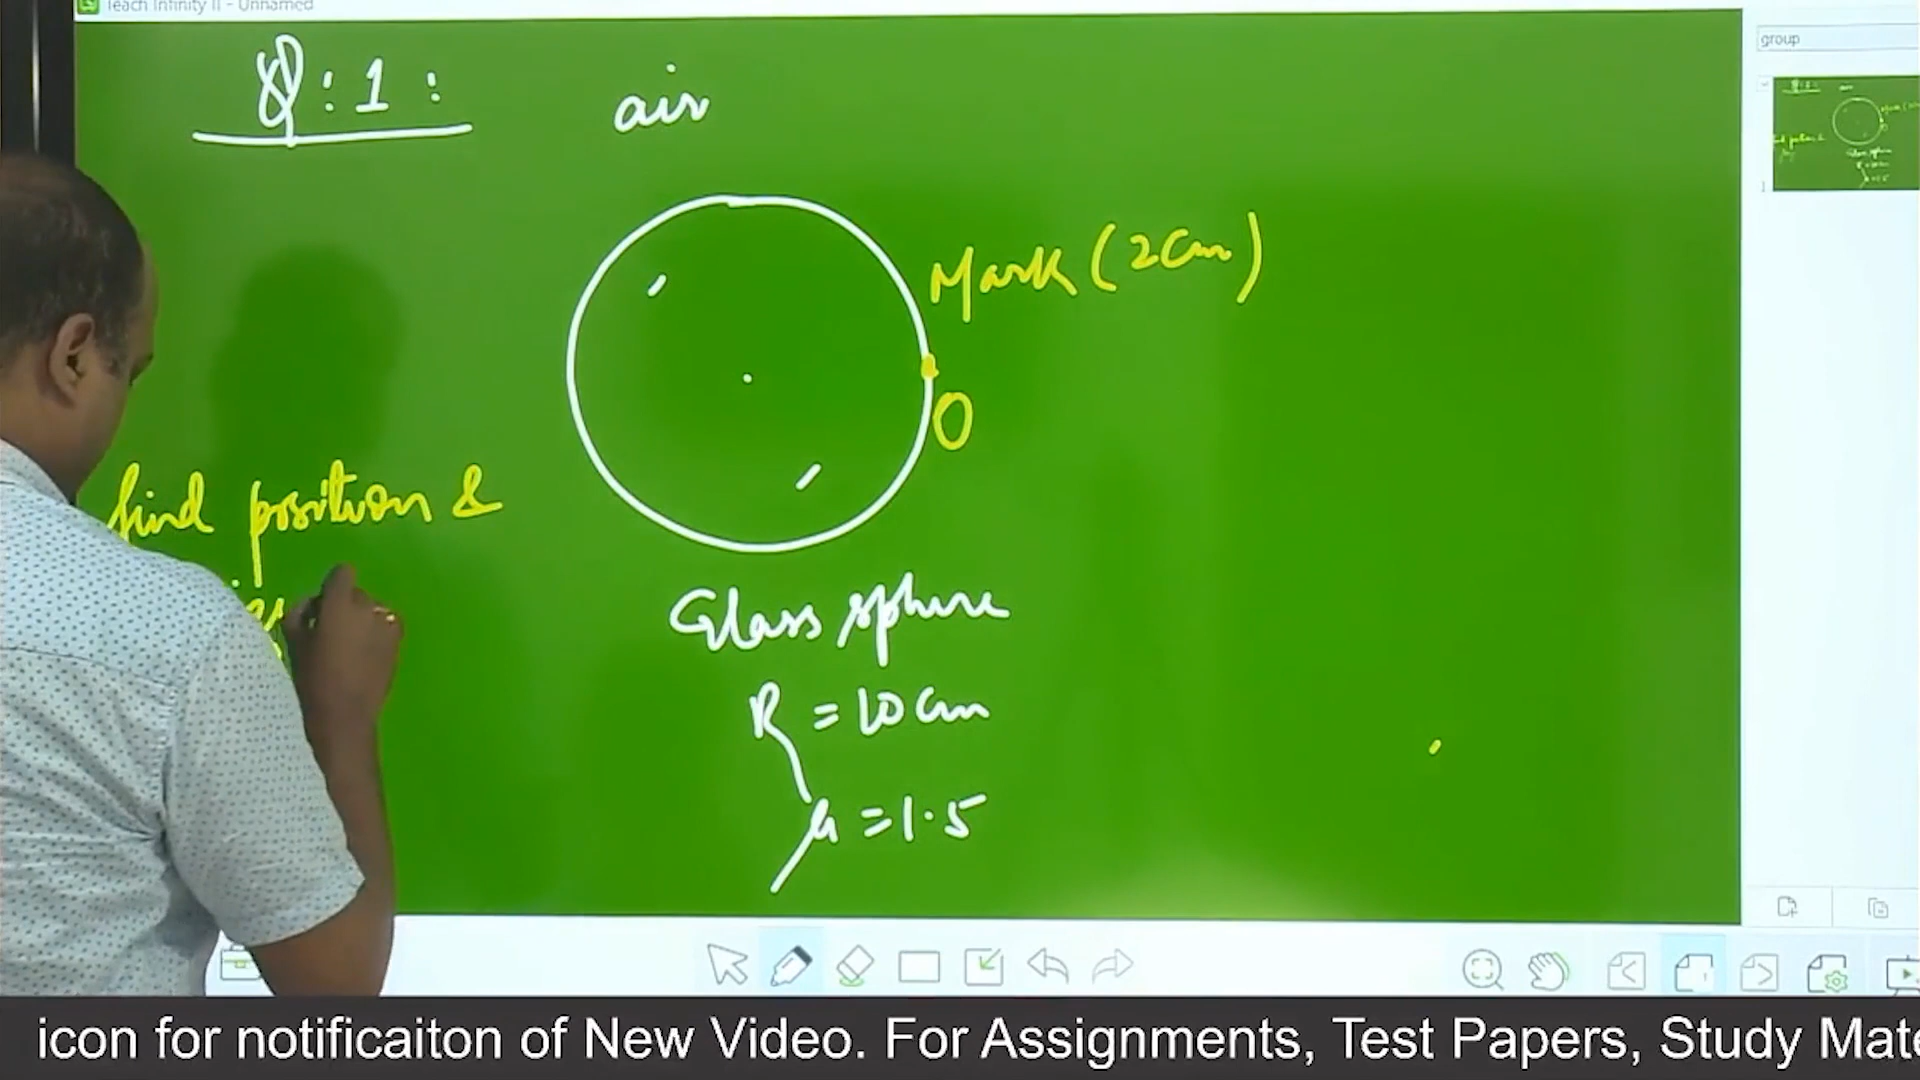 Teach Infinity II - Unnamed
group
Q:1:
air
Mark (2cm)
O
find position &
Glass sphere
R = 10 cm
μ = 1.5
icon for notificaiton of New Video. For Assignments, Test Papers, Study Mate